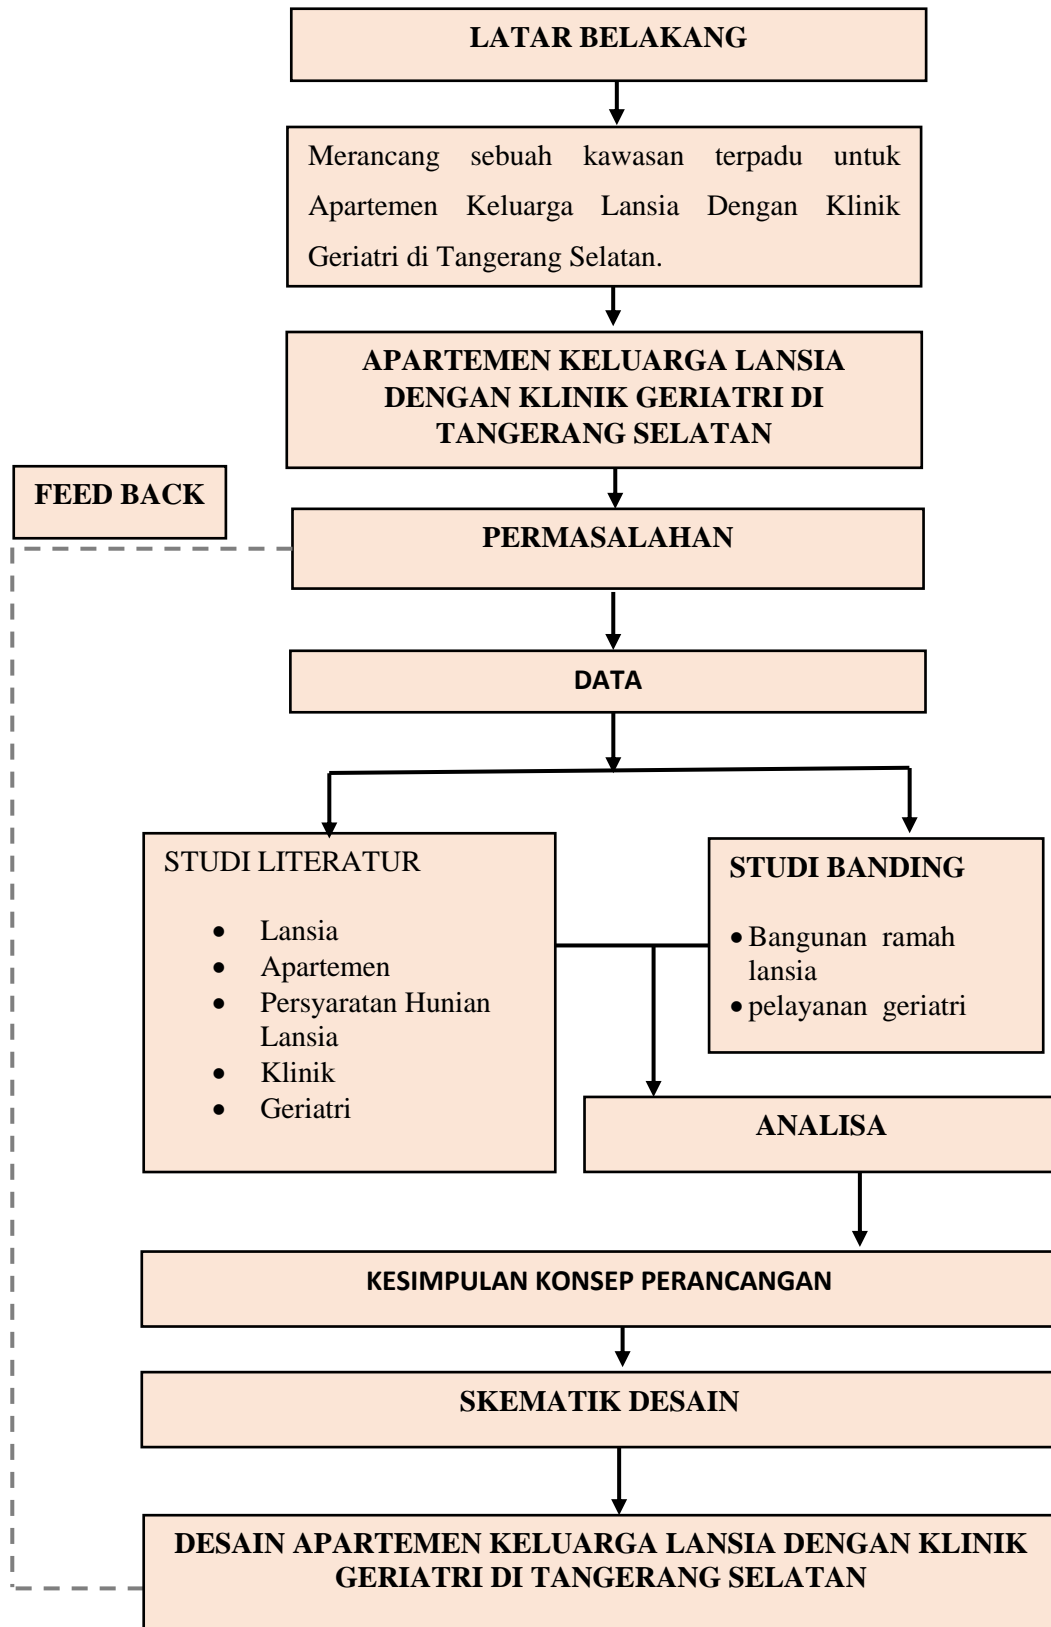 LATAR BELAKANG
Merancang sebuah kawasan terpadu untuk
Apartemen Keluarga Lansia Dengan Klinik
Geriatri di Tangerang Selatan.
APARTEMEN KELUARGA LANSIA
DENGAN KLINIK GERIATRI DI
TANGERANG SELATAN
FEED BACK
PERMASALAHAN
DATA
STUDI LITERATUR
• Lansia
• Apartemen
• Persyaratan Hunian
Lansia
• Klinik
• Geriatri
STUDI BANDING
• Bangunan ramah
lansia
• pelayanan geriatri
ANALISA
KESIMPULAN KONSEP PERANCANGAN
SKEMATIK DESAIN
DESAIN APARTEMEN KELUARGA LANSIA DENGAN KLINIK
GERIATRI DI TANGERANG SELATAN